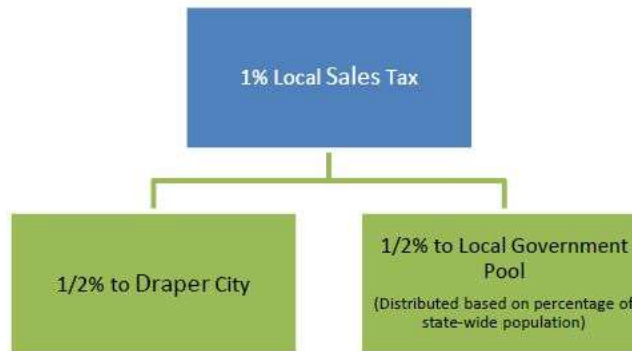 1% Local Sales Tax
1/2% to Draper City
1/2% to Local Government
Pool
(Distributed based on percentage of
state-wide population)